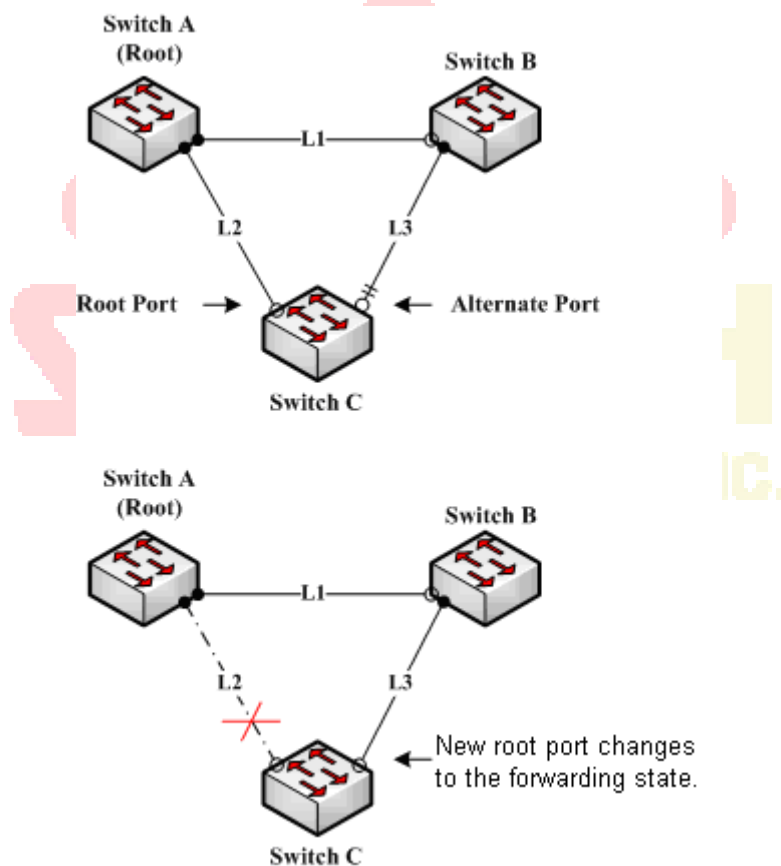 Switch A
(Root)
Switch B
L1
L2
L3
Root Port
Alternate Port
Switch C
Switch A
(Root)
Switch B
L1
L2
L3
New root port changes
to the forwarding state.
Switch C